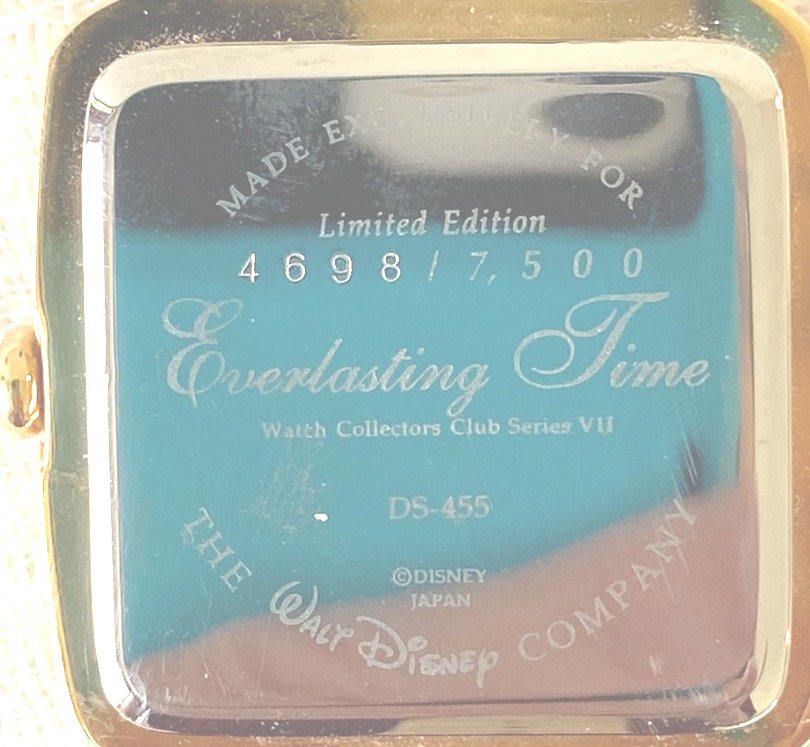 MADE EXCLUSIVELY FOR
Limited Edition
4698/7,500
Everlasting Time
Watch Collectors Club Series VII
DS-455
©DISNEY
JAPAN
THE WALT DISNEY COMPANY